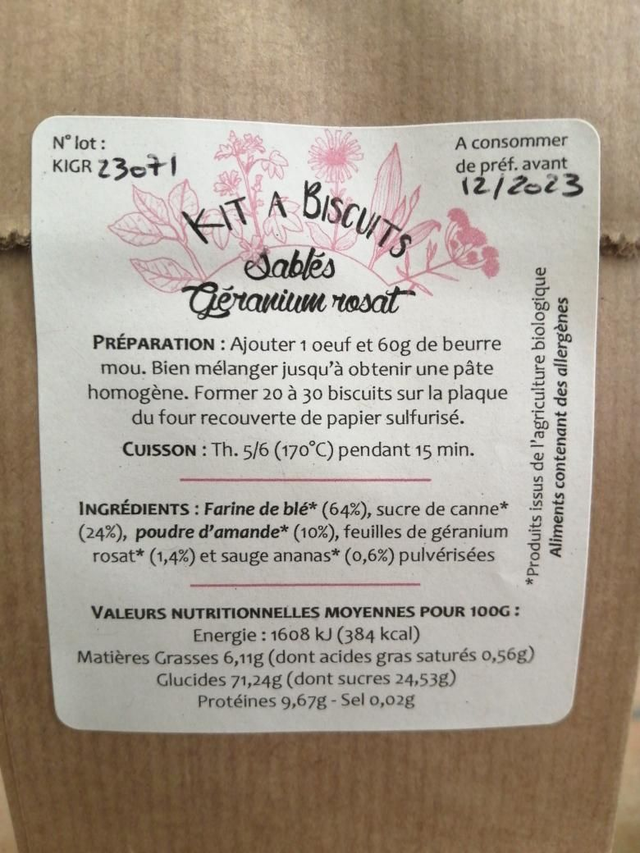 N° lot :
KIGR 23071
A consommer
de préf. avant
12/2023
KIT A BISCUITS
Sablés
Géranium rosat
PRÉPARATION : Ajouter 1 oeuf et 60g de beurre
mou. Bien mélanger jusqu'à obtenir une pâte
homogène. Former 20 à 30 biscuits sur la plaque
du four recouverte de papier sulfurisé.
CUISSON : Th. 5/6 (170°C) pendant 15 min.
INGRÉDIENTS : Farine de blé* (64%), sucre de canne*
(24%), poudre d'amande* (10%), feuilles de géranium
rosat* (1,4%) et sauge ananas* (0,6%) pulvérisées
VALEURS NUTRITIONNELLES MOYENNES POUR 100G :
Energie : 1608 kJ (384 kcal)
Matières Grasses 6,11g (dont acides gras saturés 0,56g)
Glucides 71,24g (dont sucres 24,53g)
Protéines 9,67g - Sel 0,02g
*Produits issus de l'agriculture biologique
Aliments contenant des allergènes